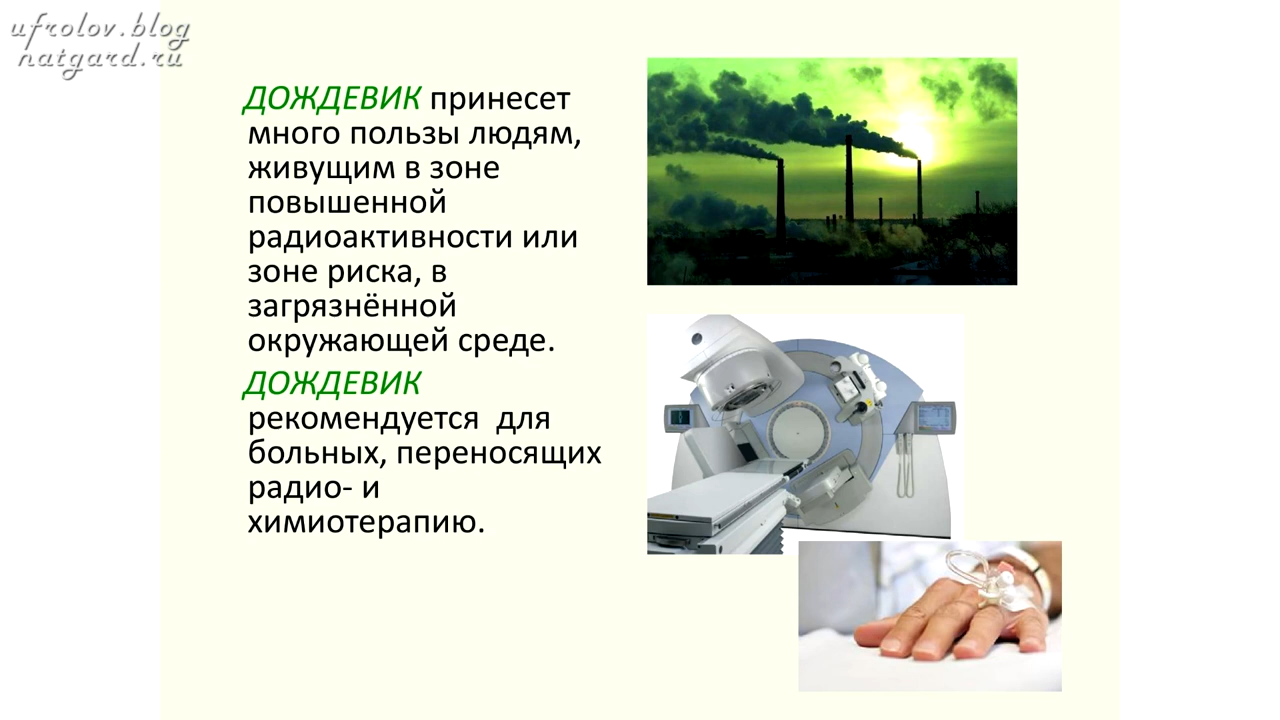 ufrolov.blog
natgard.ru
ДОЖДЕВИК принесет
много пользы людям,
живущим в зоне
повышенной
радиоактивности или
зоне риска, в
загрязнённой
окружающей среде.
ДОЖДЕВИК
рекомендуется  для
больных, переносящих
радио- и
химиотерапию.